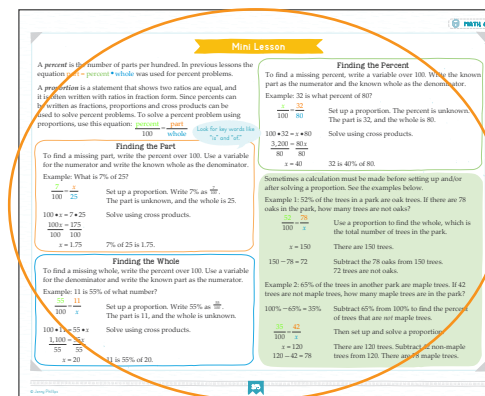 MATH 6
Mini Lesson
A percent is the number of parts per hundred. In previous lessons the
equation part = percent • whole was used for percent problems.
A proportion is a statement that shows two ratios are equal, and
it is often written with ratios in fraction form. Since percents can
be written as fractions, proportions and cross products can be
used to solve percent problems. To solve a percent problem using
proportions, use this equation: percent/100 = part/whole
Look for key words like
"is" and "of."
Finding the Part
To find a missing part, write the percent over 100. Use a variable
for the numerator and write the known whole as the denominator.
Example: What is 7% of 25?
7/100 = x/25
Set up a proportion. Write 7% as 7/100.
The part is unknown, and the whole is 25.
100 • x = 7 • 25 Solve using cross products.
100x/100 = 175/100
x = 1.75 7% of 25 is 1.75.
Finding the Whole
To find a missing whole, write the percent over 100. Use a variable
for the denominator and write the known part as the numerator.
Example: 11 is 55% of what number?
55/100 = 11/x
Set up a proportion. Write 55% as 55/100.
The part is 11, and the whole is unknown.
100 • 11 = 55 • x Solve using cross products.
1,100/55 = 55x/55
x = 20 11 is 55% of 20.
Finding the Percent
To find a missing percent, write a variable over 100. Write the known
part as the numerator and the known whole as the denominator.
Example: 32 is what percent of 80?
x/100 = 32/80
Set up a proportion. The percent is unknown.
The part is 32, and the whole is 80.
100 • 32 = x • 80 Solve using cross products.
3,200/80 = 80x/80
x = 40 32 is 40% of 80.
Sometimes a calculation must be made before setting up and/or
after solving a proportion. See the examples below.
Example 1: 52% of the trees in a park are oak trees. If there are 78
oaks in the park, how many trees are not oaks?
52/100 = 78/x
Use a proportion to find the whole, which is
the total number of trees in the park.
x = 150 There are 150 trees.
150 − 78 = 72 Subtract the 78 oaks from 150 trees.
72 trees are not oaks.
Example 2: 65% of the trees in another park are maple trees. If 42
trees are not maple trees, how many maple trees are in the park?
100% − 65% = 35% Subtract 65% from 100% to find the percent
of trees that are not maple trees.
35/100 = 42/x
Then set up and solve a proportion.
x = 120 There are 120 trees. Subtract 42 non-maple
120 − 42 = 78 trees from 120. There are 78 maple trees.
© Jenny Phillips